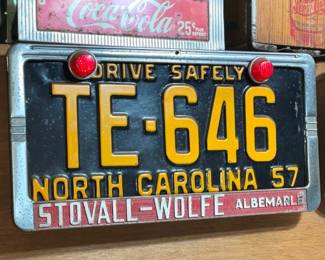 Coca-Cola
25¢
DRIVE SAFELY
TE-646
NORTH CAROLINA 57
STOVALL-WOLFE ALBEMARLE